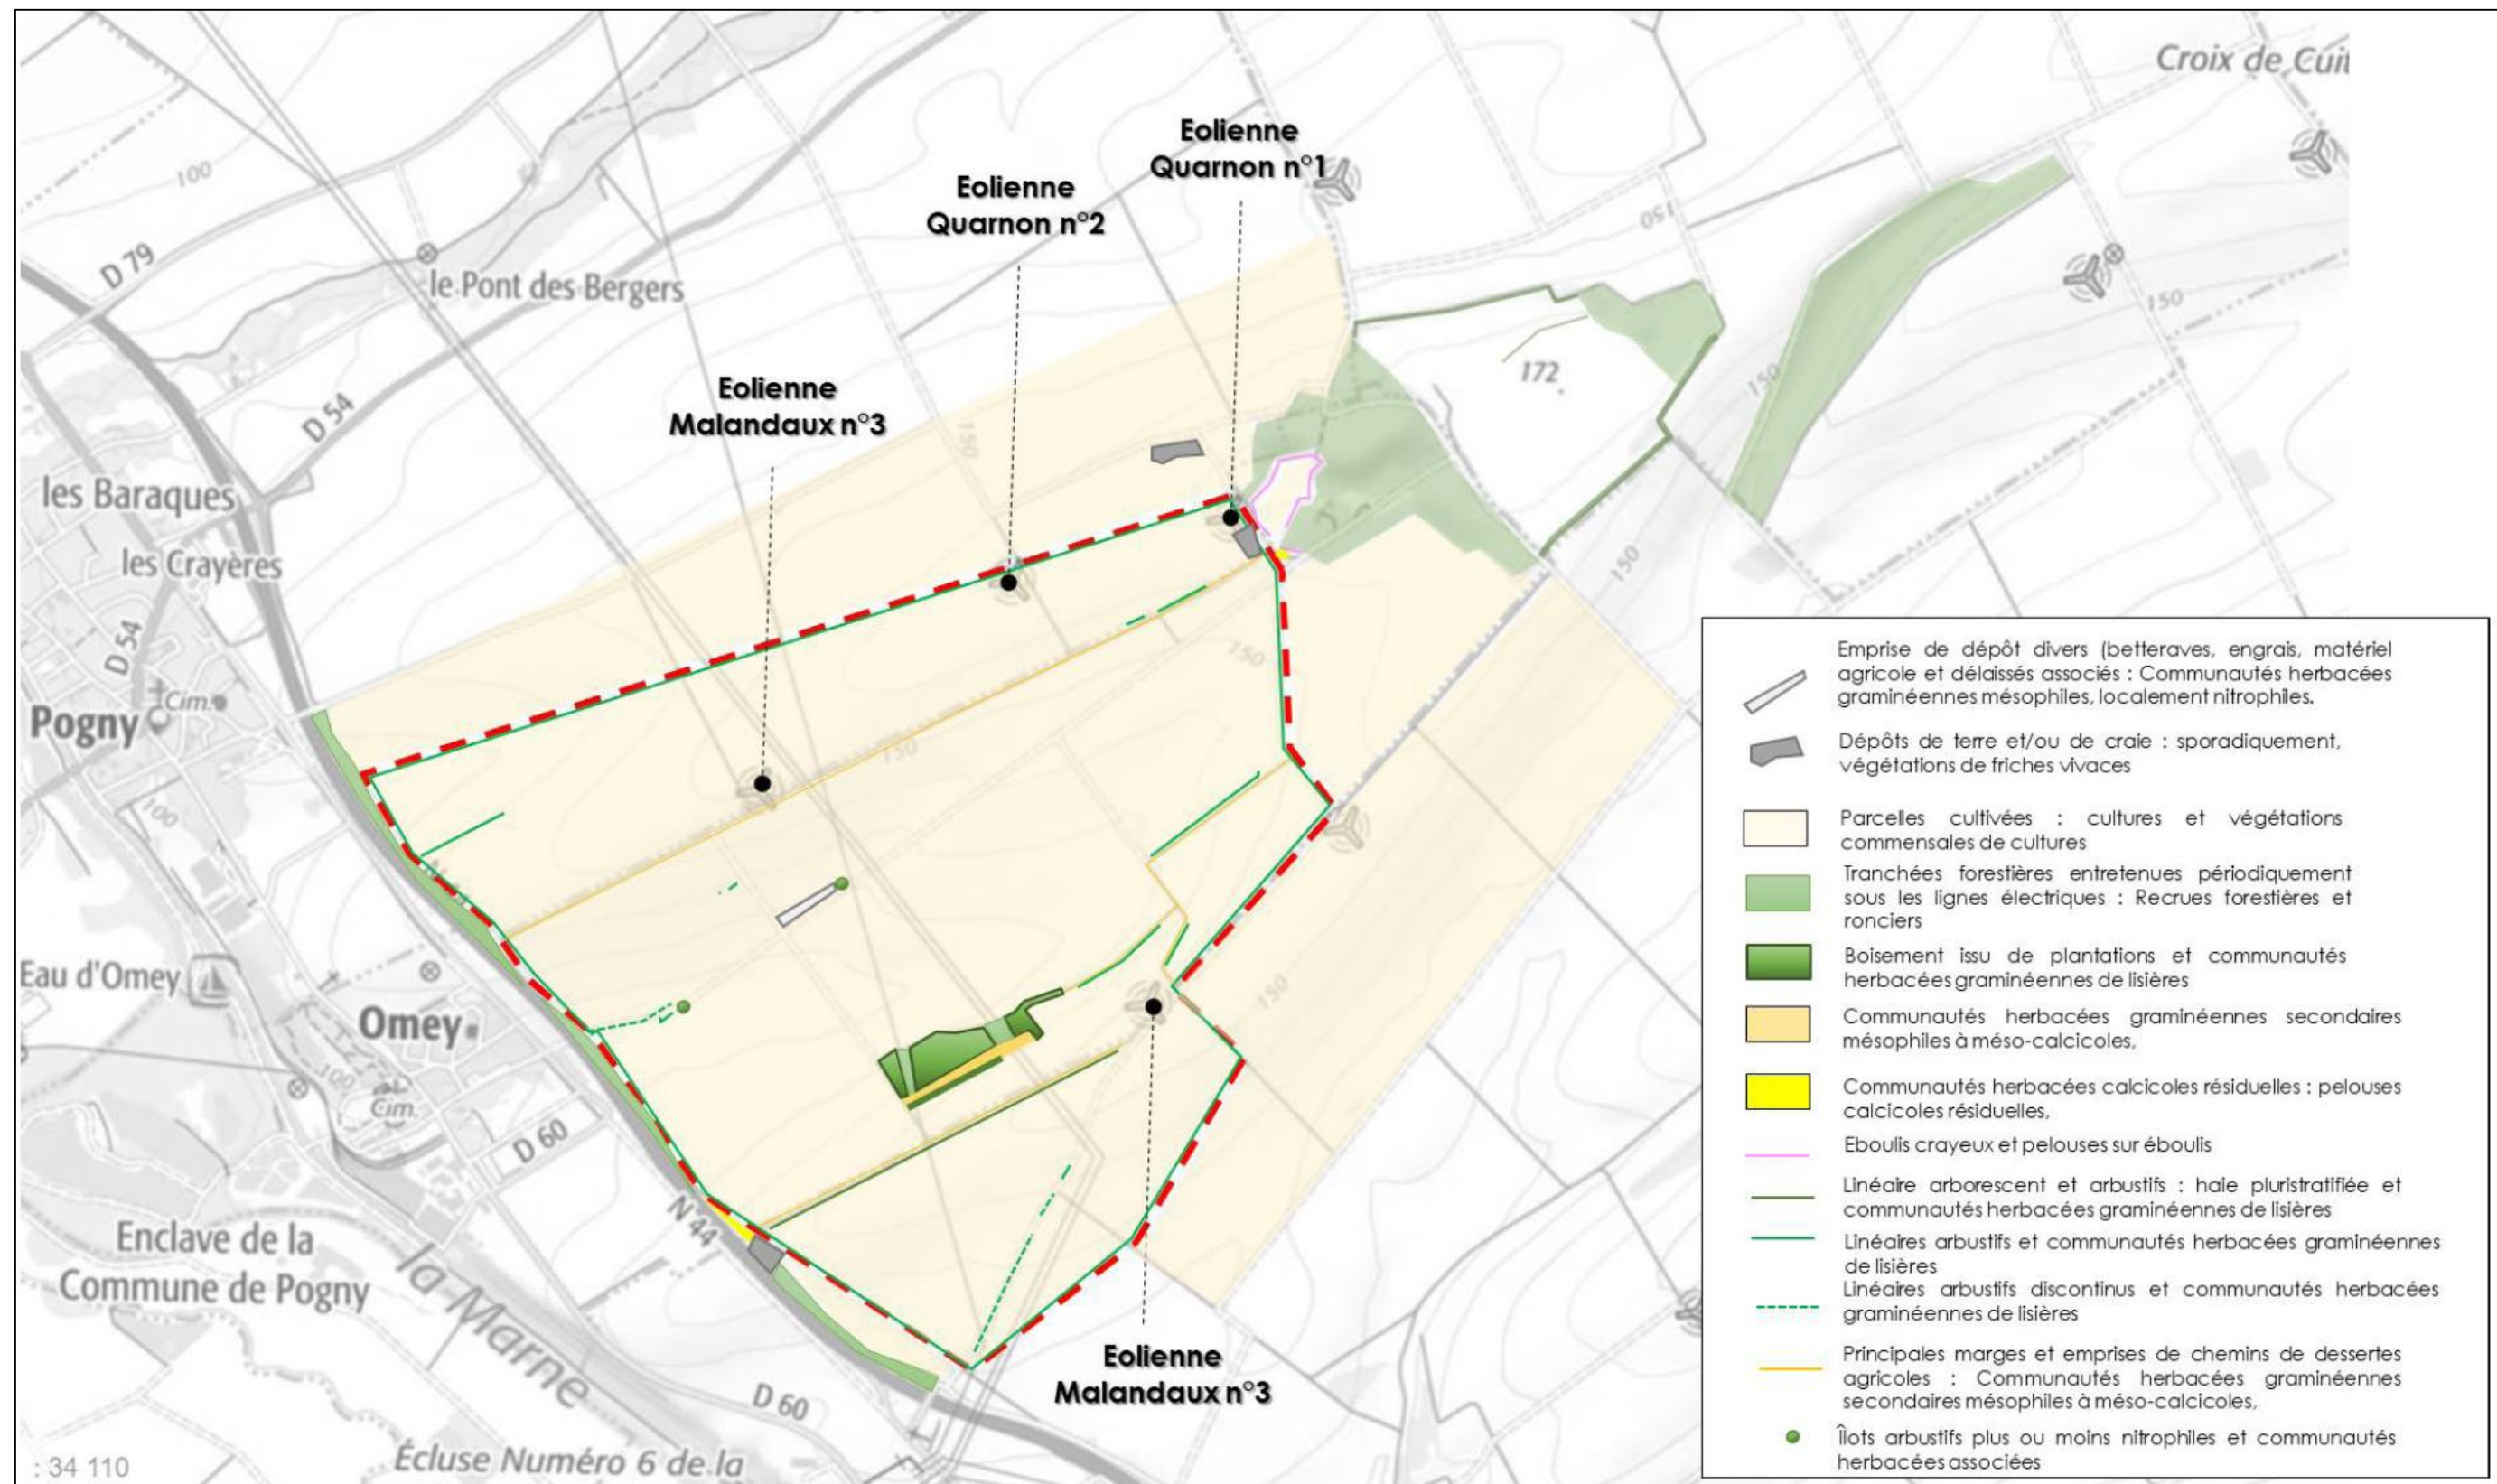 Croix de Cuit
Eolienne
Quarnon n°1
Eolienne
Quarnon n°2
100
150
D 79
le Pont des Bergers
150
172
150
Eolienne
Malandaux n°3
D 54
150
les Baraques
les Crayères
150
D 54
150
Cim.
Pogny
150
100
Eau d'Omey
Omey
150
100
Cim.
D 60
N 44
Enclave de la
Commune de Pogny
la Marne
Eolienne
Malandaux n°3
D 60
Écluse Numéro 6 de la
: 34 110
Emprise de dépôt divers (betteraves, engrais, matériel
agricole et délaissés associés : Communautés herbacées
graminéennes mésophiles, localement nitrophiles.
Dépôts de terre et/ou de craie : sporadiquement,
végétations de friches vivaces
Parcelles cultivées : cultures et végétations
commensales de cultures
Tranchées forestières entretenues périodiquement
sous les lignes électriques : Recrues forestières et
ronciers
Boisement issu de plantations et communautés
herbacées graminéennes de lisières
Communautés herbacées graminéennes secondaires
mésophiles à méso-calcicoles,
Communautés herbacées calcicoles résiduelles : pelouses
calcicoles résiduelles,
Eboulis crayeux et pelouses sur éboulis
Linéaire arborescent et arbustifs : haie pluristratifiée et
communautés herbacées graminéennes de lisières
Linéaires arbustifs et communautés herbacées graminéennes
de lisières
Linéaires arbustifs discontinus et communautés herbacées
graminéennes de lisières
Principales marges et emprises de chemins de dessertes
agricoles : Communautés herbacées graminéennes
secondaires mésophiles à méso-calcicoles,
Îlots arbustifs plus ou moins nitrophiles et communautés
herbacées associées